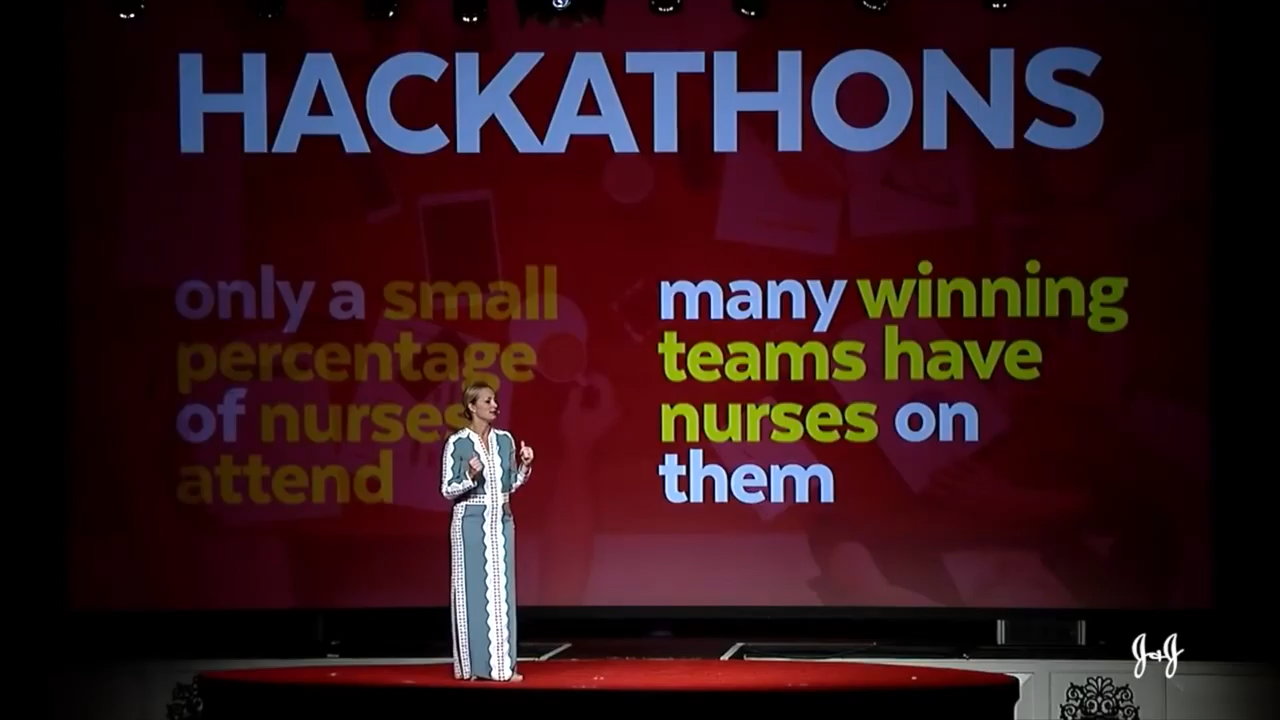 HACKATHONS
only a small
percentage
of nurses
attend
many winning
teams have
nurses on
them
J&J